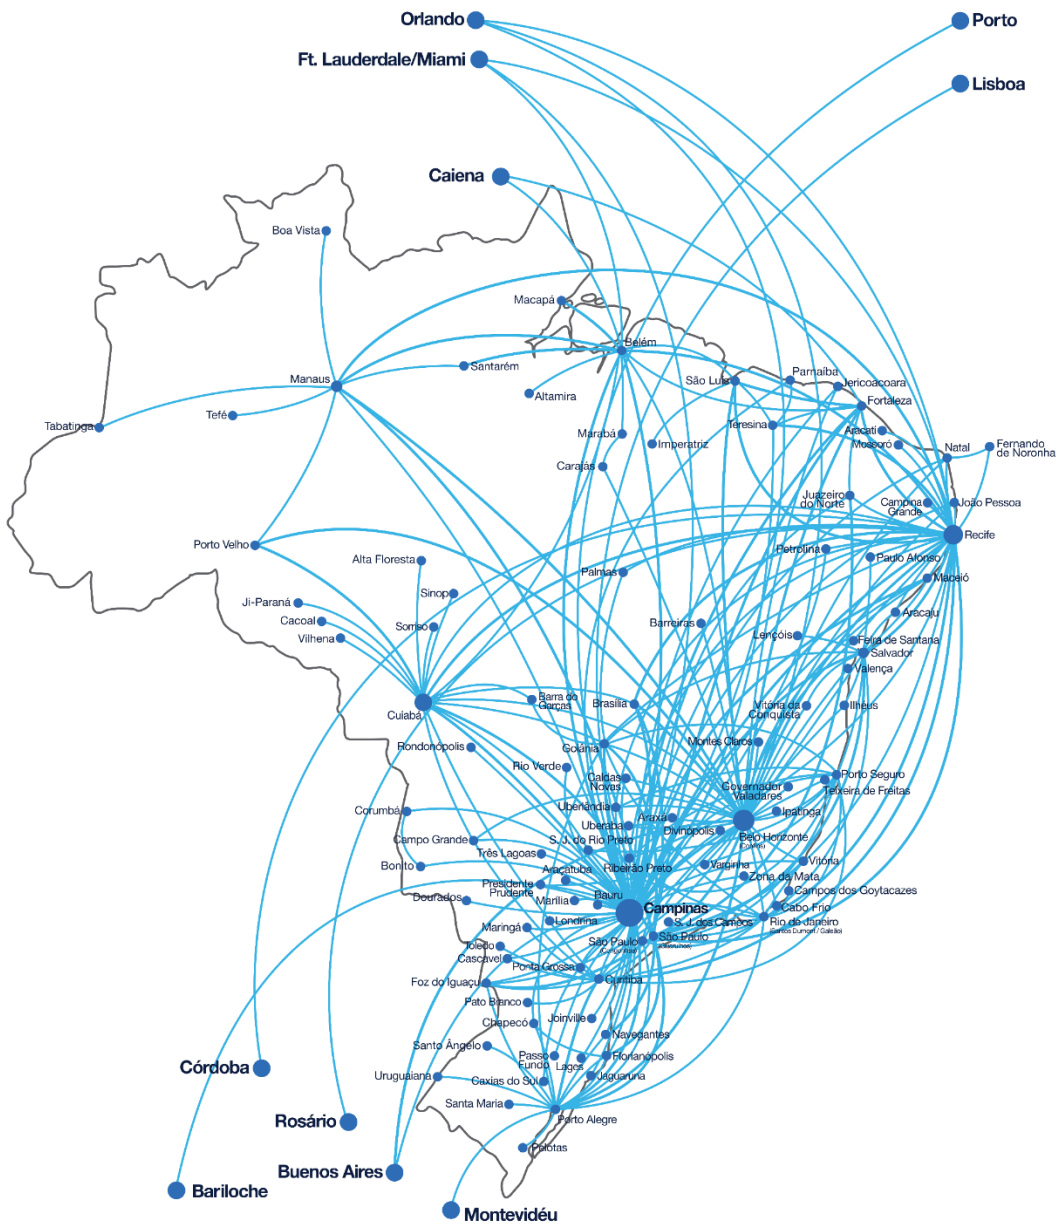 Orlando
Porto
Ft. Lauderdale/Miami
Lisboa
Caiena
Boa Vista
Macapá
Belém
Santarém
Manaus
São Luís
Parnaíba
Jericoacoara
Altamira
Fortaleza
Tefé
Tabatinga
Teresina
Aracati
Marabá
Imperatriz
Mossoró
Natal
Fernando
de Noronha
Carajás
Juazeiro
do Norte
Campina
Grande
João Pessoa
Recife
Porto Velho
Alta Floresta
Petrolina
Paulo Afonso
Palmas
Maceió
Sinop
Ji-Paraná
Aracaju
Cacoal
Sorriso
Barreiras
Vilhena
Lençóis
Feira de Santana
Salvador
Valença
Barra do
Garças
Brasília
Vitória da
Conquista
Ilheus
Cuiabá
Rondonópolis
Goiânia
Montes Claros
Rio Verde
Caldas
Novas
Porto Seguro
Governador
Valadares
Teixeira de Freitas
Corumbá
Uberlândia
Araxá
Ipatinga
Uberaba
Divinópolis
Belo Horizonte
(Confins)
Campo Grande
S. J. do Rio Preto
Três Lagoas
Ribeirão Preto
Varginha
Vitória
Bonito
Araçatuba
Zona da Mata
Presidente
Prudente
Bauru
Campos dos Goytacazes
Dourados
Marília
Campinas
Cabo Frio
Londrina
S. J. dos Campos
Rio de Janeiro
(Santos Dumont / Galeão)
Maringá
São Paulo
(Congonhas)
São Paulo
(Guarulhos)
Toledo
Cascavel
Ponta Grossa
Foz do Iguaçu
Curitiba
Pato Branco
Chapecó
Joinville
Navegantes
Santo Ângelo
Passo
Fundo
Lages
Florianópolis
Uruguaiana
Caxias do Sul
Jaguaruna
Córdoba
Santa Maria
Porto Alegre
Rosário
Pelotas
Buenos Aires
Bariloche
Montevidéu